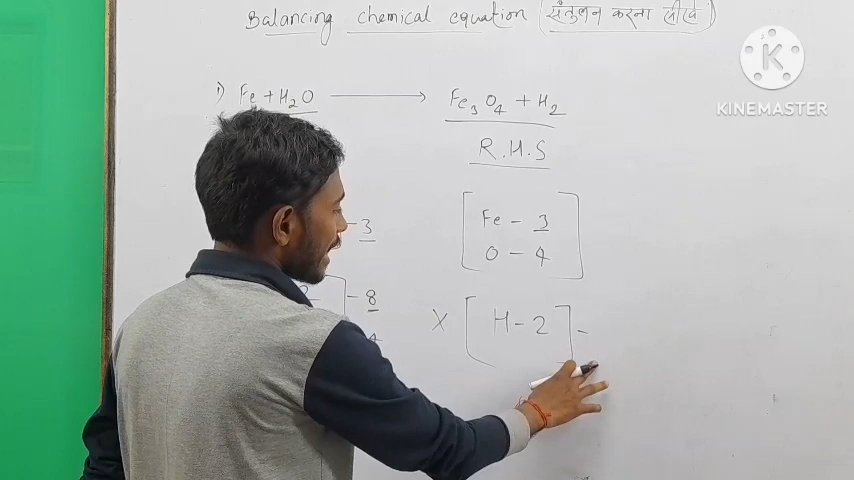 Balancing chemical equation (संतुलन करना सीखें)
K
KINEMASTER
1) Fe + H₂O ⟶ Fe₃O₄ + H₂
R.H.S
- 3
Fe - 3
O - 4
- 8
X [ H - 2 ] -